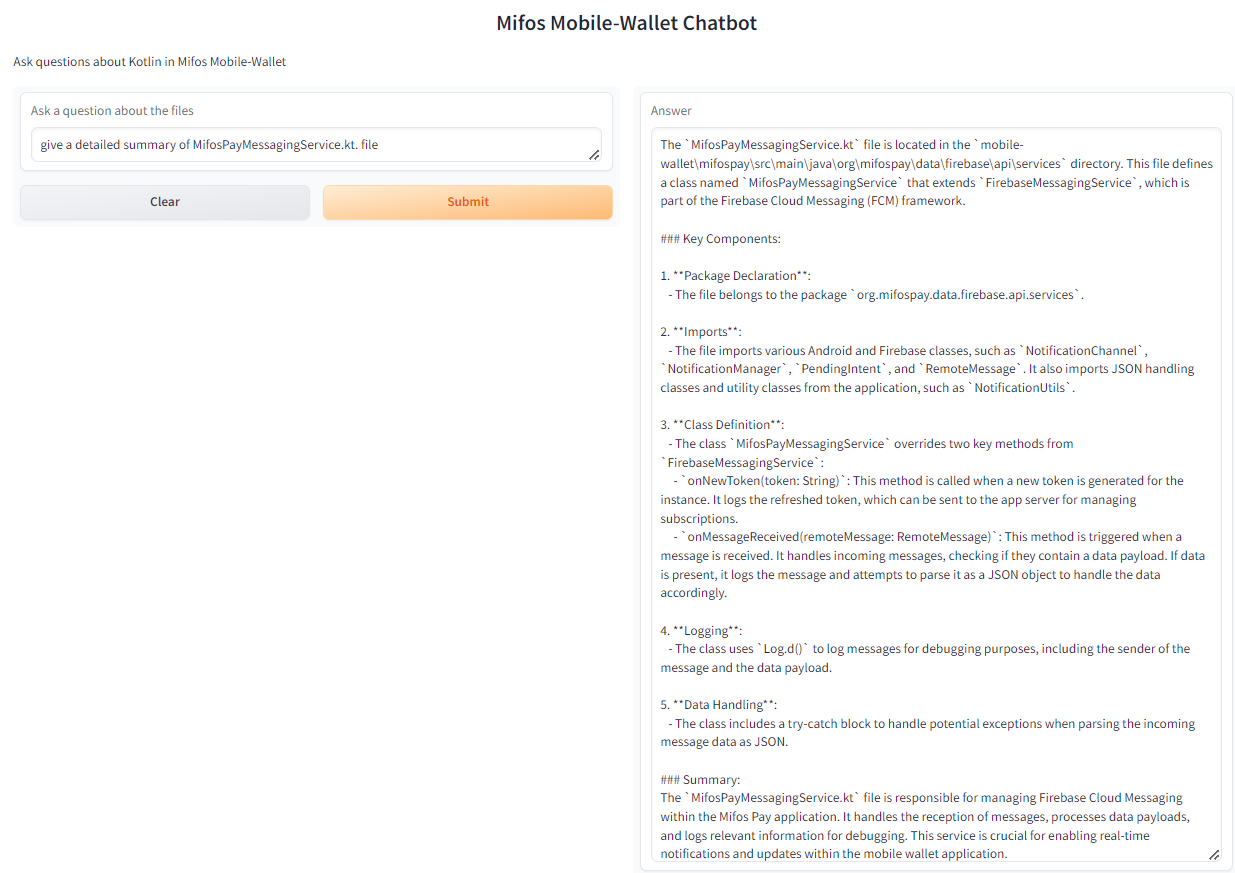 Mifos Mobile-Wallet Chatbot
Ask questions about Kotlin in Mifos Mobile-Wallet
Ask a question about the files
give a detailed summary of MifosPayMessagingService.kt. file
Clear
Submit
Answer
The `MifosPayMessagingService.kt` file is located in the `mobile-
wallet\mifospay\src\main\java\org\mifospay\data\firebase\api\services` directory. This file defines
a class named `MifosPayMessagingService` that extends `FirebaseMessagingService`, which is
part of the Firebase Cloud Messaging (FCM) framework.
### Key Components:
1. **Package Declaration**:
- The file belongs to the package `org.mifospay.data.firebase.api.services`.
2. **Imports**:
- The file imports various Android and Firebase classes, such as `NotificationChannel`,
`NotificationManager`, `PendingIntent`, and `RemoteMessage`. It also imports JSON handling
classes and utility classes from the application, such as `NotificationUtils`.
3. **Class Definition**:
- The class `MifosPayMessagingService` overrides two key methods from
`FirebaseMessagingService`:
- `onNewToken(token: String)`: This method is called when a new token is generated for the
instance. It logs the refreshed token, which can be sent to the app server for managing
subscriptions.
- `onMessageReceived(remoteMessage: RemoteMessage)`: This method is triggered when a
message is received. It handles incoming messages, checking if they contain a data payload. If data
is present, it logs the message and attempts to parse it as a JSON object to handle the data
accordingly.
4. **Logging**:
- The class uses `Log.d()` to log messages for debugging purposes, including the sender of the
message and the data payload.
5. **Data Handling**:
- The class includes a try-catch block to handle potential exceptions when parsing the incoming
message data as JSON.
### Summary:
The `MifosPayMessagingService.kt` file is responsible for managing Firebase Cloud Messaging
within the Mifos Pay application. It handles the reception of messages, processes data payloads,
and logs relevant information for debugging. This service is crucial for enabling real-time
notifications and updates within the mobile wallet application.